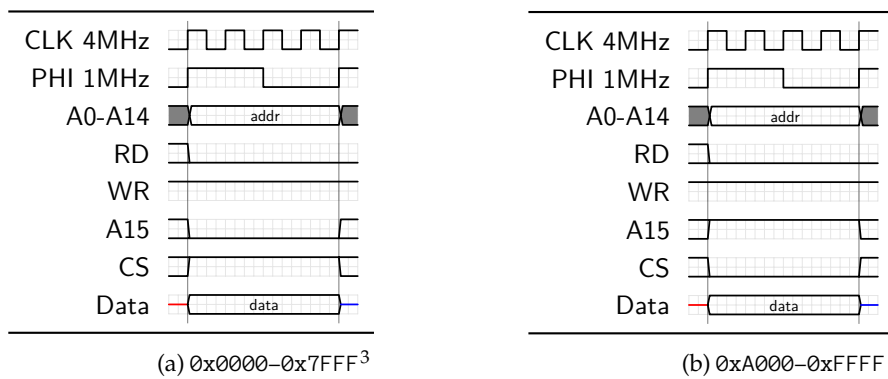 CLK 4MHz
PHI 1MHz
A0-A14
addr
RD
WR
A15
CS
Data
data
(a) 0x0000–0x7FFF³
CLK 4MHz
PHI 1MHz
A0-A14
addr
RD
WR
A15
CS
Data
data
(b) 0xA000–0xFFFF